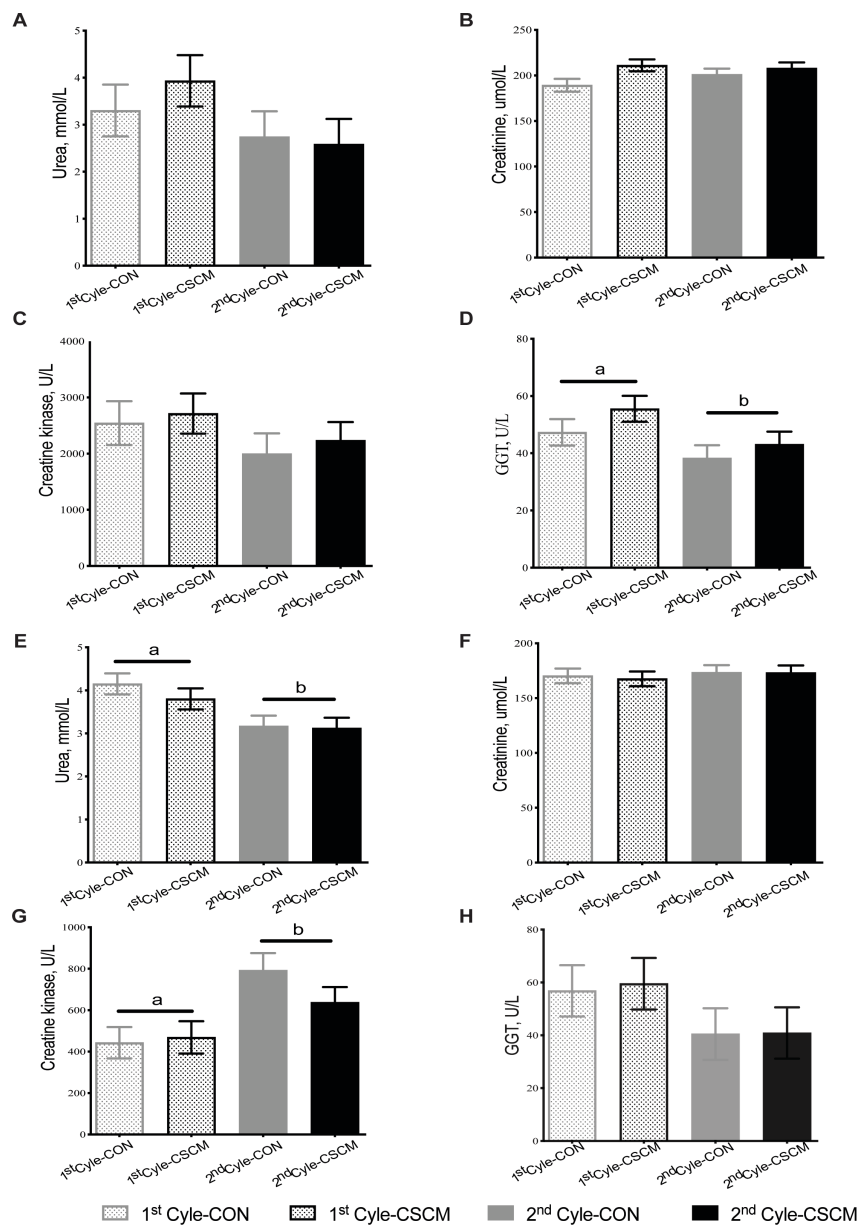 A
Urea, mmol/L
5
4
3
2
1
0
1stCyle-CON
1stCyle-CSCM
2ndCyle-CON
2ndCyle-CSCM
B
Creatinine, umol/L
250
200
150
100
50
0
1stCyle-CON
1stCyle-CSCM
2ndCyle-CON
2ndCyle-CSCM
C
Creatine kinase, U/L
4000
3000
2000
1000
0
1stCyle-CON
1stCyle-CSCM
2ndCyle-CON
2ndCyle-CSCM
D
GGT, U/L
80
60
40
20
0
a
b
1stCyle-CON
1stCyle-CSCM
2ndCyle-CON
2ndCyle-CSCM
E
Urea, mmol/L
5
4
3
2
1
0
a
b
1stCyle-CON
1stCyle-CSCM
2ndCyle-CON
2ndCyle-CSCM
F
Creatinine, umol/L
200
150
100
50
0
1stCyle-CON
1stCyle-CSCM
2ndCyle-CON
2ndCyle-CSCM
G
Creatine kinase, U/L
1000
800
600
400
200
0
a
b
1stCyle-CON
1stCyle-CSCM
2ndCyle-CON
2ndCyle-CSCM
H
GGT, U/L
80
60
40
20
0
1stCyle-CON
1stCyle-CSCM
2ndCyle-CON
2ndCyle-CSCM
1st Cyle-CON 1st Cyle-CSCM 2nd Cyle-CON 2nd Cyle-CSCM